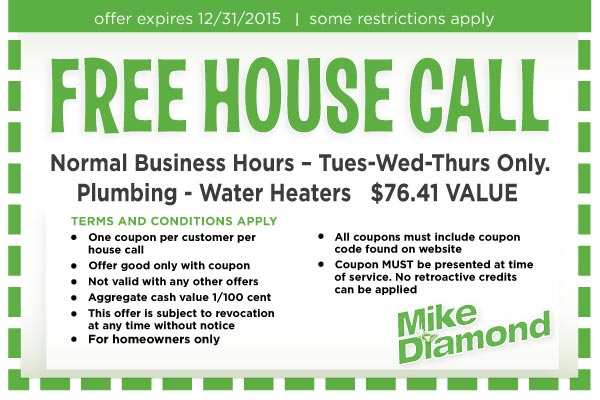 offer expires 12/31/2015 | some restrictions apply
FREE HOUSE CALL
Normal Business Hours – Tues-Wed-Thurs Only.
Plumbing - Water Heaters $76.41 VALUE
TERMS AND CONDITIONS APPLY
• One coupon per customer per
house call
• Offer good only with coupon
• Not valid with any other offers
• Aggregate cash value 1/100 cent
• This offer is subject to revocation
at any time without notice
• For homeowners only
• All coupons must include coupon
code found on website
• Coupon MUST be presented at time
of service. No retroactive credits
can be applied
Mike
Diamond